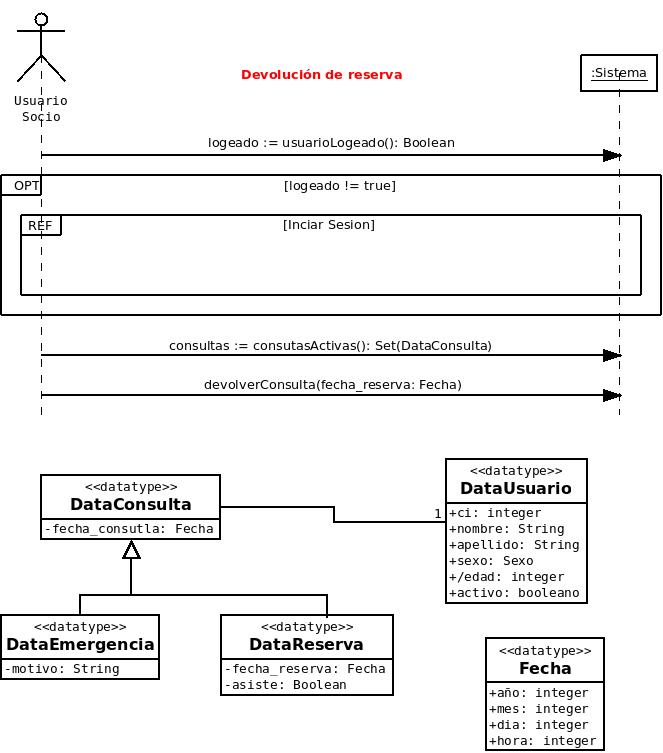 Devolución de reserva
Usuario
Socio
:Sistema
logeado := usuarioLogeado(): Boolean
OPT
[logeado != true]
REF
[Inciar Sesion]
consultas := consutasActivas(): Set(DataConsulta)
devolverConsulta(fecha_reserva: Fecha)
<<datatype>>
DataConsulta
-fecha_consutla: Fecha
1
<<datatype>>
DataUsuario
+ci: integer
+nombre: String
+apellido: String
+sexo: Sexo
+/edad: integer
+activo: booleano
<<datatype>>
DataEmergencia
-motivo: String
<<datatype>>
DataReserva
-fecha_reserva: Fecha
-asiste: Boolean
<<datatype>>
Fecha
+año: integer
+mes: integer
+dia: integer
+hora: integer